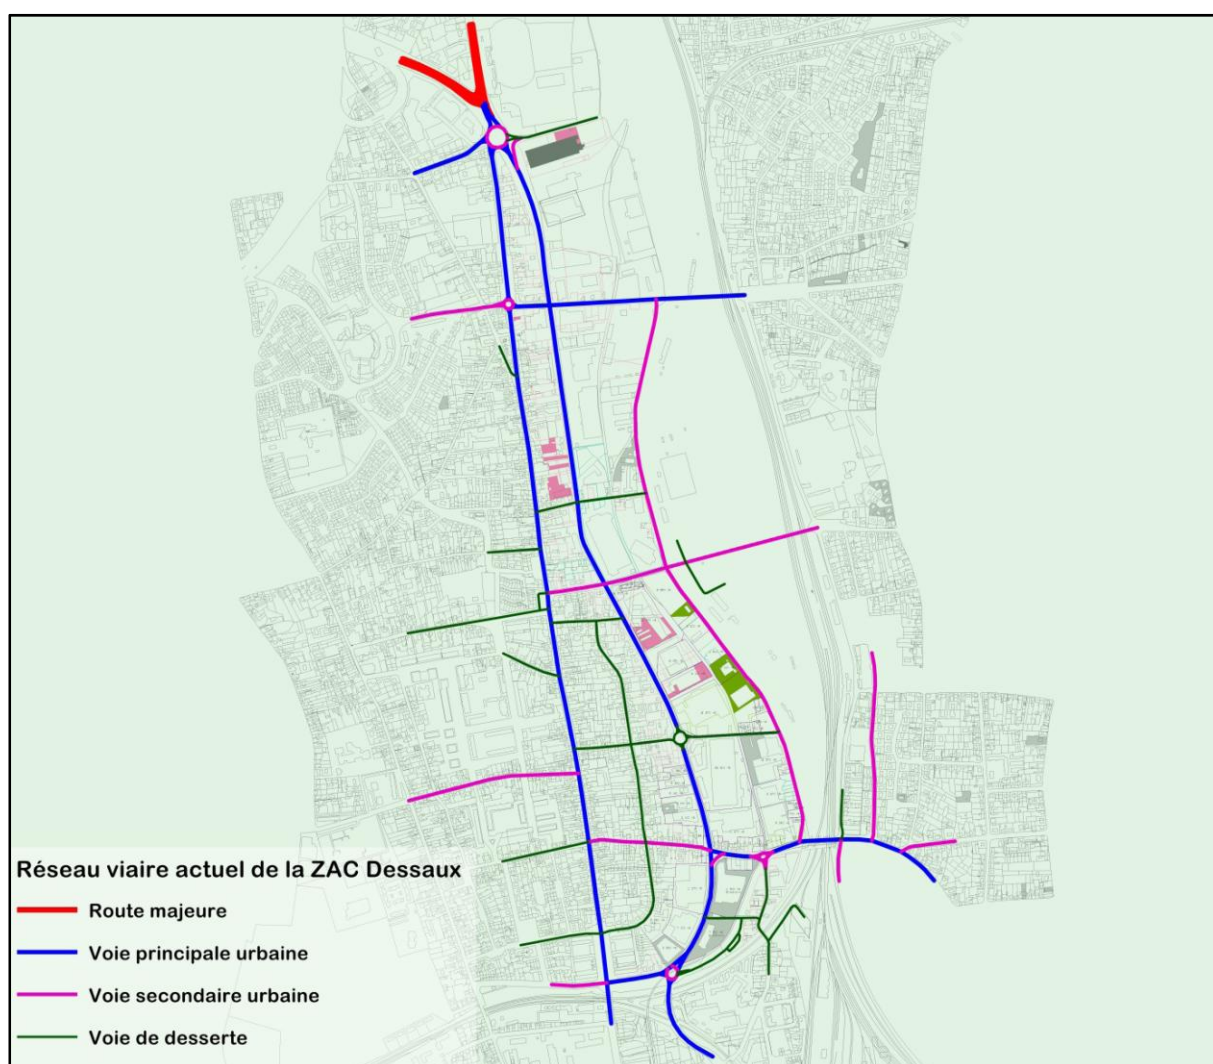 Réseau viaire actuel de la ZAC Dessaux
Route majeure
Voie principale urbaine
Voie secondaire urbaine
Voie de desserte